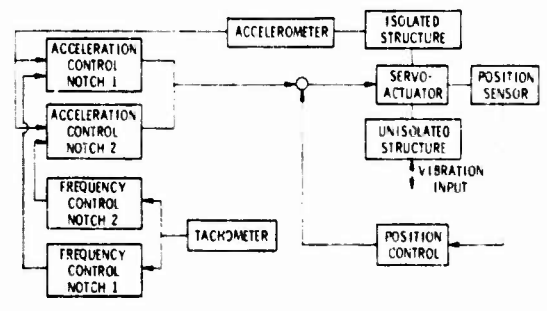 ISOLATED
STRUCTURE
ACCELEROMETER
ACCELERATION
CONTROL
NOTCH 1
SERVO-
ACTUATOR
POSITION
SENSOR
ACCELERATION
CONTROL
NOTCH 2
UNISOLATED
STRUCTURE
VIBRATION
INPUT
FREQUENCY
CONTROL
NOTCH 2
TACHOMETER
POSITION
CONTROL
FREQUENCY
CONTROL
NOTCH 1